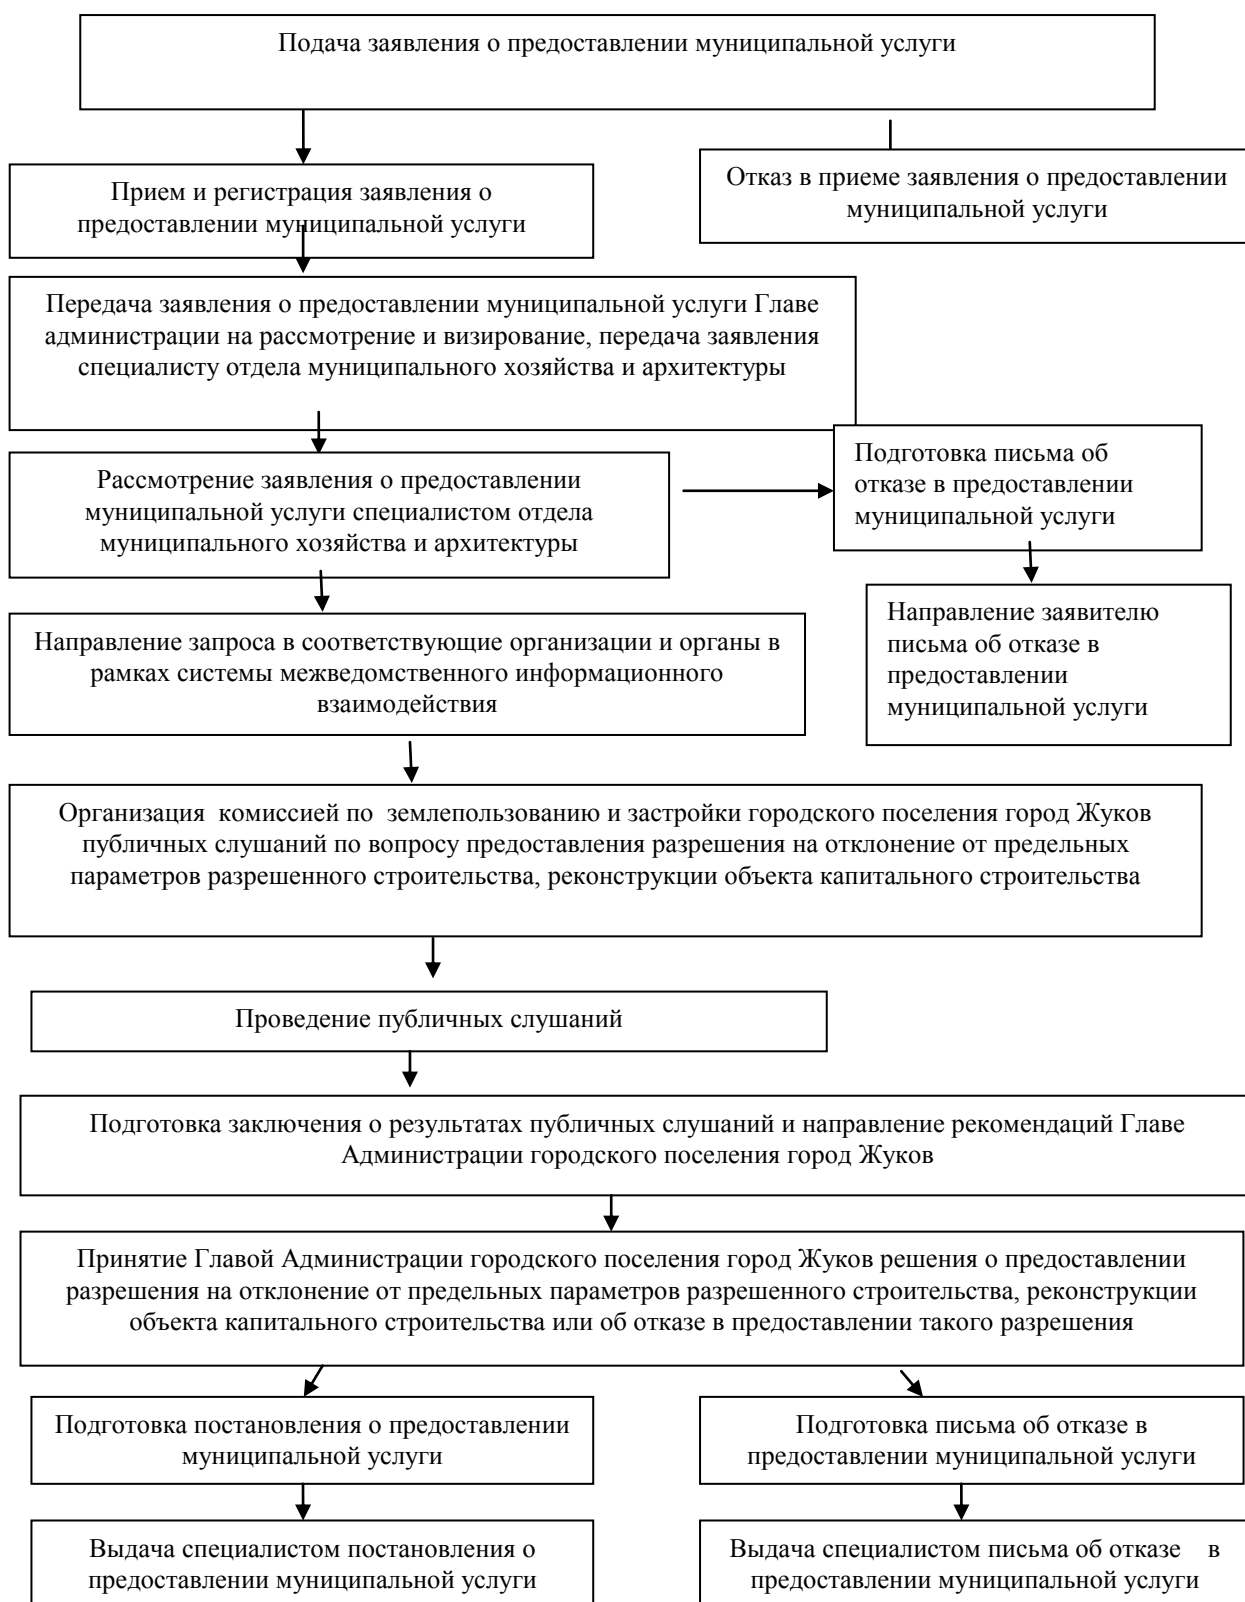 Подача заявления о предоставлении муниципальной услуги
Прием и регистрация заявления о
предоставлении муниципальной услуги
Отказ в приеме заявления о предоставлении
муниципальной услуги
Передача заявления о предоставлении муниципальной услуги Главе
администрации на рассмотрение и визирование, передача заявления
специалисту отдела муниципального хозяйства и архитектуры
Рассмотрение заявления о предоставлении
муниципальной услуги специалистом отдела
муниципального хозяйства и архитектуры
Подготовка письма об
отказе в предоставлении
муниципальной услуги
Направление заявителю
письма об отказе в
предоставлении
муниципальной услуги
Направление запроса в соответствующие организации и органы в
рамках системы межведомственного информационного
взаимодействия
Организация комиссией по землепользованию и застройки городского поселения город Жуков
публичных слушаний по вопросу предоставления разрешения на отклонение от предельных
параметров разрешенного строительства, реконструкции объекта капитального строительства
Проведение публичных слушаний
Подготовка заключения о результатах публичных слушаний и направление рекомендаций Главе
Администрации городского поселения город Жуков
Принятие Главой Администрации городского поселения город Жуков решения о предоставлении
разрешения на отклонение от предельных параметров разрешенного строительства, реконструкции
объекта капитального строительства или об отказе в предоставлении такого разрешения
Подготовка постановления о предоставлении
муниципальной услуги
Подготовка письма об отказе в
предоставлении муниципальной услуги
Выдача специалистом постановления о
предоставлении муниципальной услуги
Выдача специалистом письма об отказе в
предоставлении муниципальной услуги